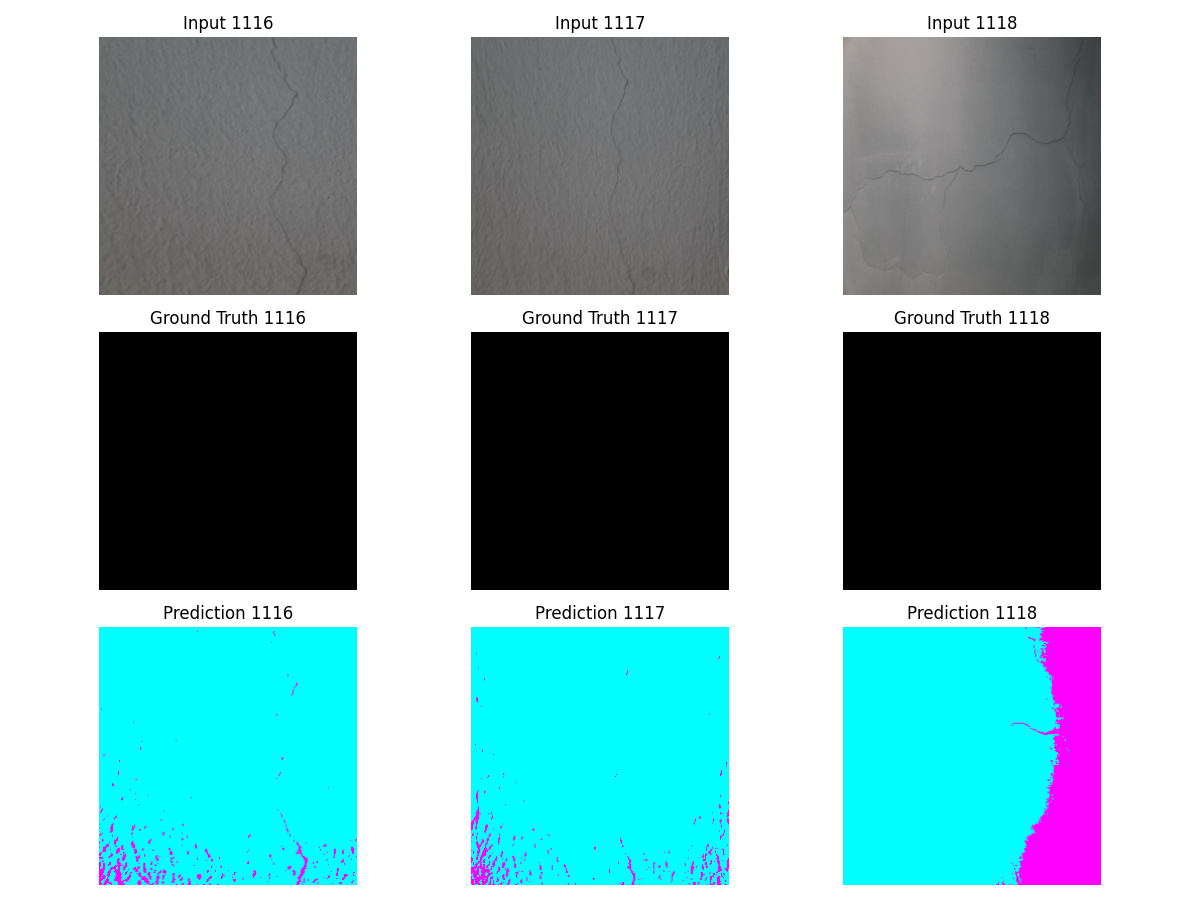 Input 1116
Input 1117
Input 1118
Ground Truth 1116
Ground Truth 1117
Ground Truth 1118
Prediction 1116
Prediction 1117
Prediction 1118